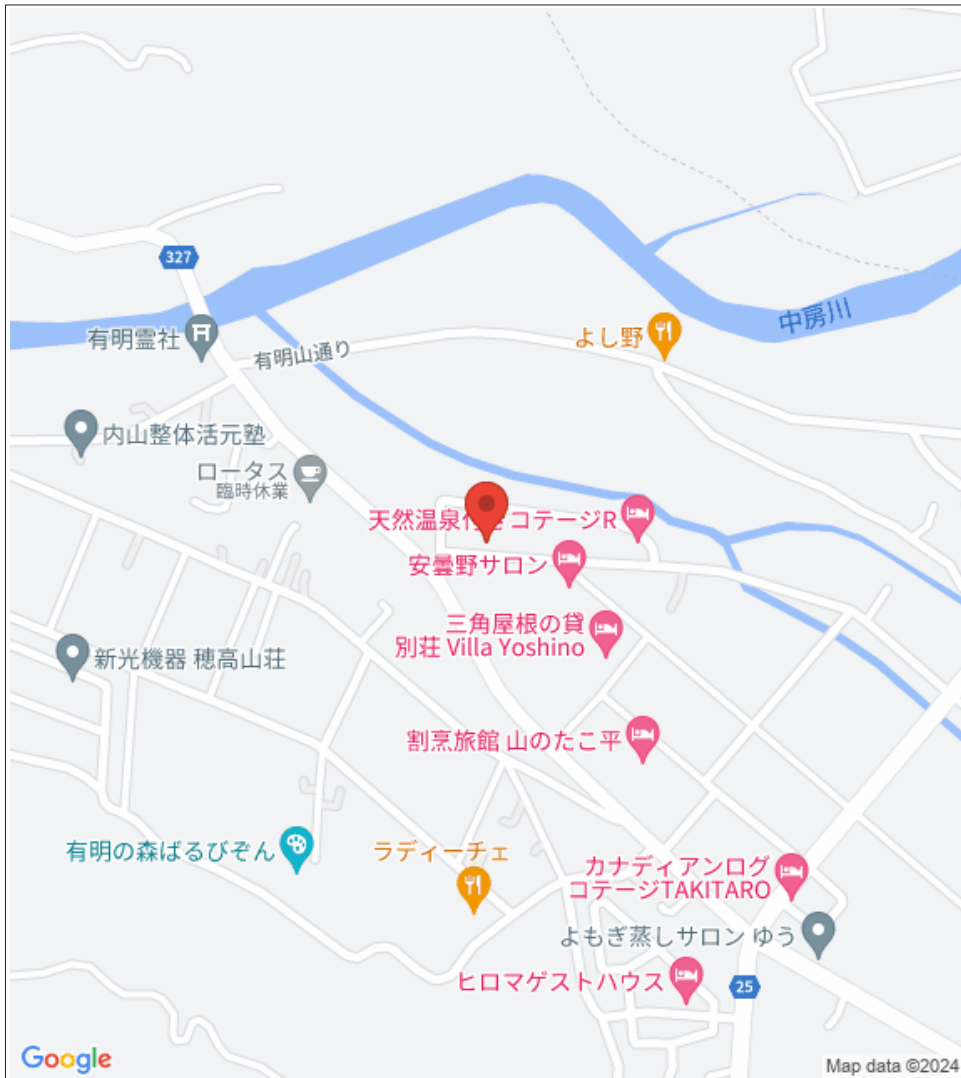 327
中房川
有明霊社
有明山通り
よし野
内山整体活元塾
ロータス
臨時休業
天然温泉付き コテージR
安曇野サロン
三角屋根の貸
別荘 Villa Yoshino
新光機器 穂高山荘
割烹旅館 山のたこ平
有明の森ばるびぞん
ラディーチェ
カナディアンログ
コテージTAKITARO
よもぎ蒸しサロン ゆう
ヒロマゲストハウス
25
Google
Map data ©2024